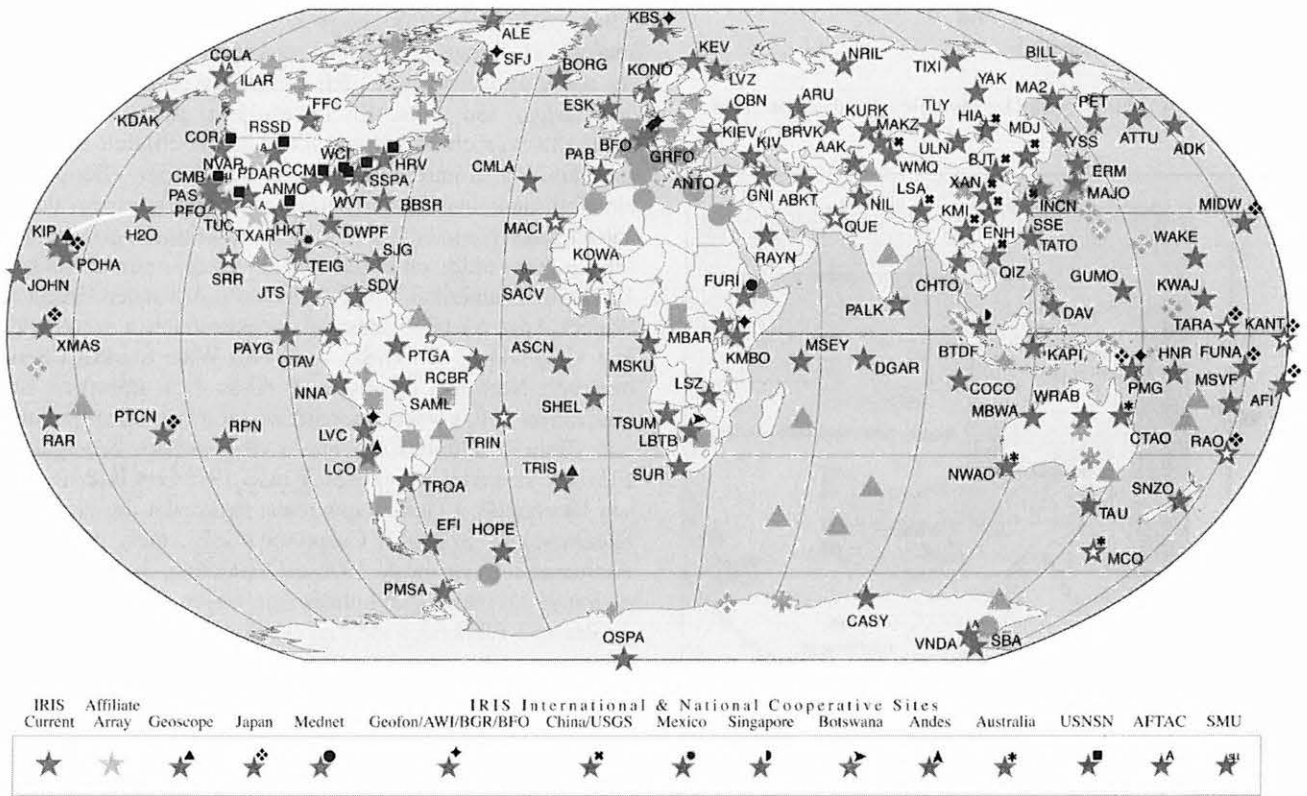 KBS
ALE
COLA
SFJ
BORG
KEV
NRIL
TIXI
BILL
ILAR
KONO
LVZ
YAK
MA2
FFC
ESK
OBN
ARU
KURK
TLY
HIA
PET
KDAK
COR
RSSD
MAKZ
MDJ
YSS
ATTU
ADK
NVAR
PDAR
WCI
HRV
CMLA
PAB
BFO
GRFO
KIEV
KIV
BRVK
AAK
ULN
BJT
ERM
CMB
ANMO
CCM
SSPA
ANTO
GNI
ABKT
WMQ
XAN
MAJO
PAS
PFO
TUC
WVT
BBSR
NIL
LSA
INCN
MIDW
KIP
H2O
TXAR
HKT
DWPF
MACI
QUE
KMI
ENH
SSE
TATO
WAKE
POHA
SRR
TEIG
SJG
KOWA
RAYN
JOHN
JTS
SDV
SACV
FURI
PALK
CHTO
QIZ
GUMO
KWAJ
DAV
TARA
KANT
XMAS
PAYG
OTAV
PTGA
ASCN
MBAR
KMBO
MSEY
BTDF
KAPI
HNR
FUNA
MSKU
DGAR
NNA
SAML
RCBR
SHEL
LSZ
COCO
WRAB
PMG
MSVF
AFI
PTCN
MBWA
RAR
RPN
LVC
TRIN
TSUM
LBTB
CTAO
RAO
LCO
TRIS
SUR
NWAO
TRQA
SNZO
TAU
EFI
HOPE
MCQ
PMSA
CASY
OSPA
VNDA
SBA
IRIS International & National Cooperative Sites
IRIS Current
Affiliate Array
Geoscope
Japan
Mednet
Geofon/AWI/BGR/BFO
China/USGS
Mexico
Singapore
Botswana
Andes
Australia
USNSN
AFTAC
SMU